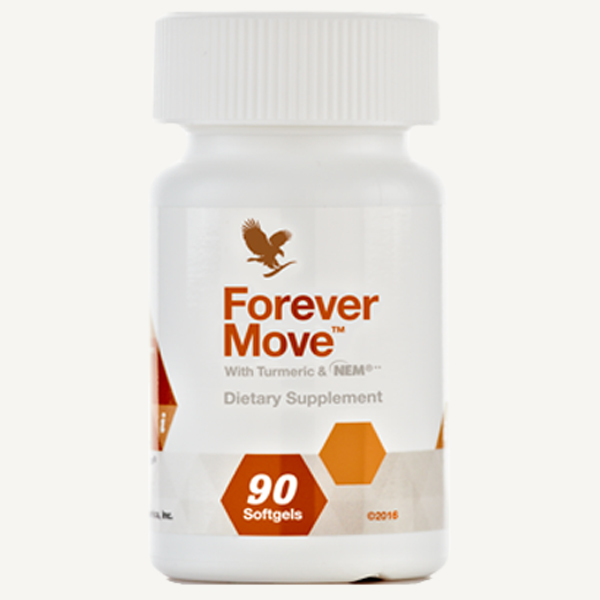 Forever
Move™
With Turmeric & NEM®**
Dietary Supplement
90
Softgels
©2016